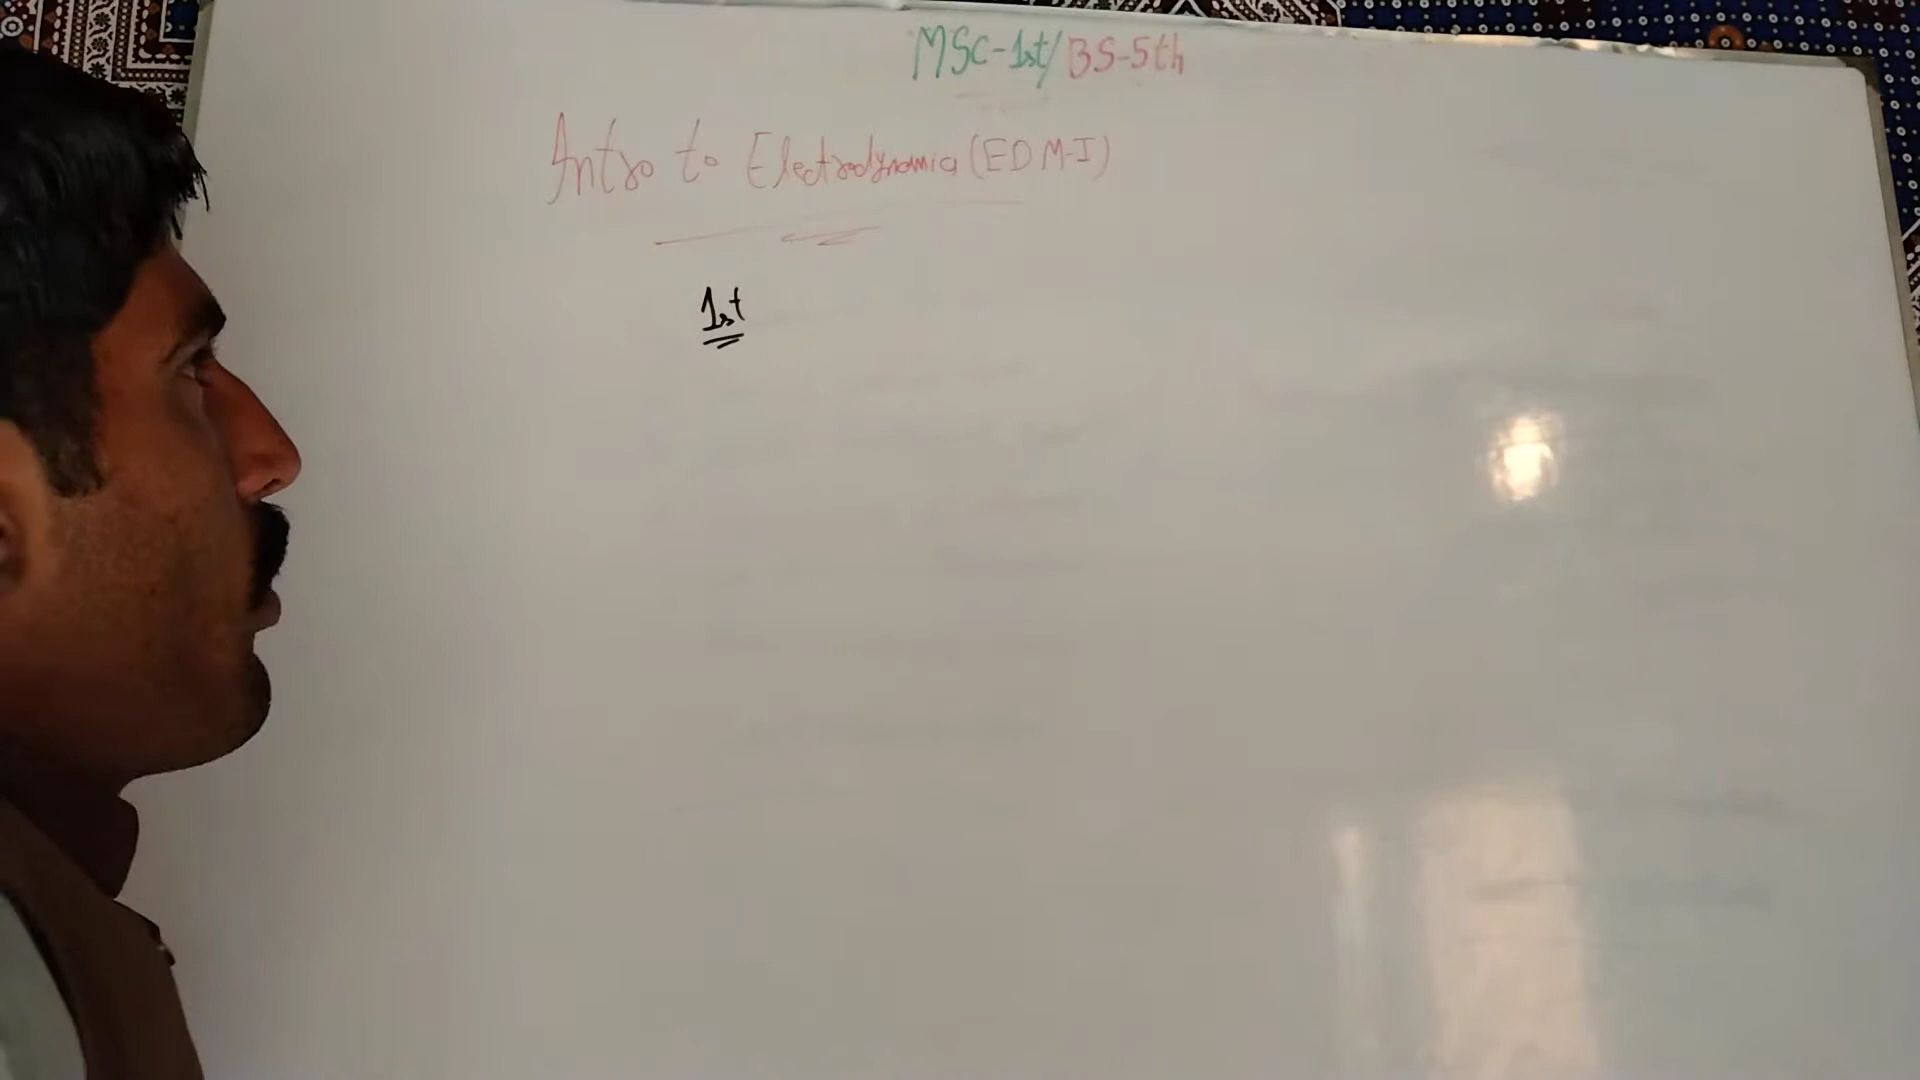 MSC-1st/BS-5th
Intro to Electrodynamics (EDM-I)
1st